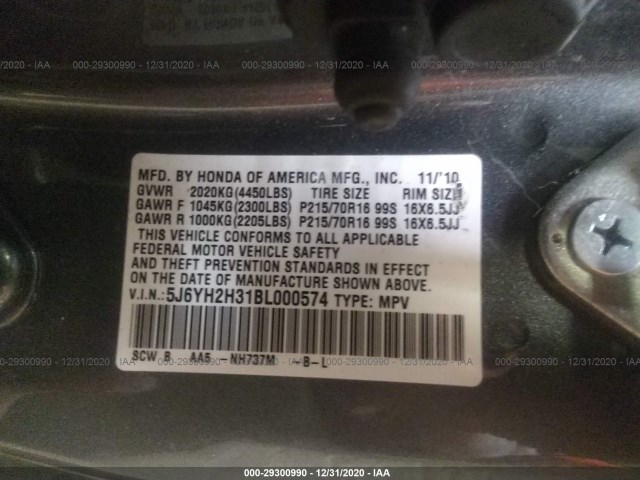 000-29300990 - 12/31/2020 - IAA
MFD. BY HONDA OF AMERICA MFG., INC. 11/'10
GVWR 2020KG(4450LBS) TIRE SIZE RIM SIZE
GAWR F 1045KG(2300LBS) P215/70R16 99S 16X6.5JJ
GAWR R 1000KG(2205LBS) P215/70R16 99S 16X6.5JJ
THIS VEHICLE CONFORMS TO ALL APPLICABLE
FEDERAL MOTOR VEHICLE SAFETY
AND THEFT PREVENTION STANDARDS IN EFFECT
ON THE DATE OF MANUFACTURE SHOWN ABOVE.
V.I.N.:5J6YH2H31BL000574 TYPE: MPV
SCW B AA5 -NH737M -B-L
000-29300990 - 12/31/2020 - IAA